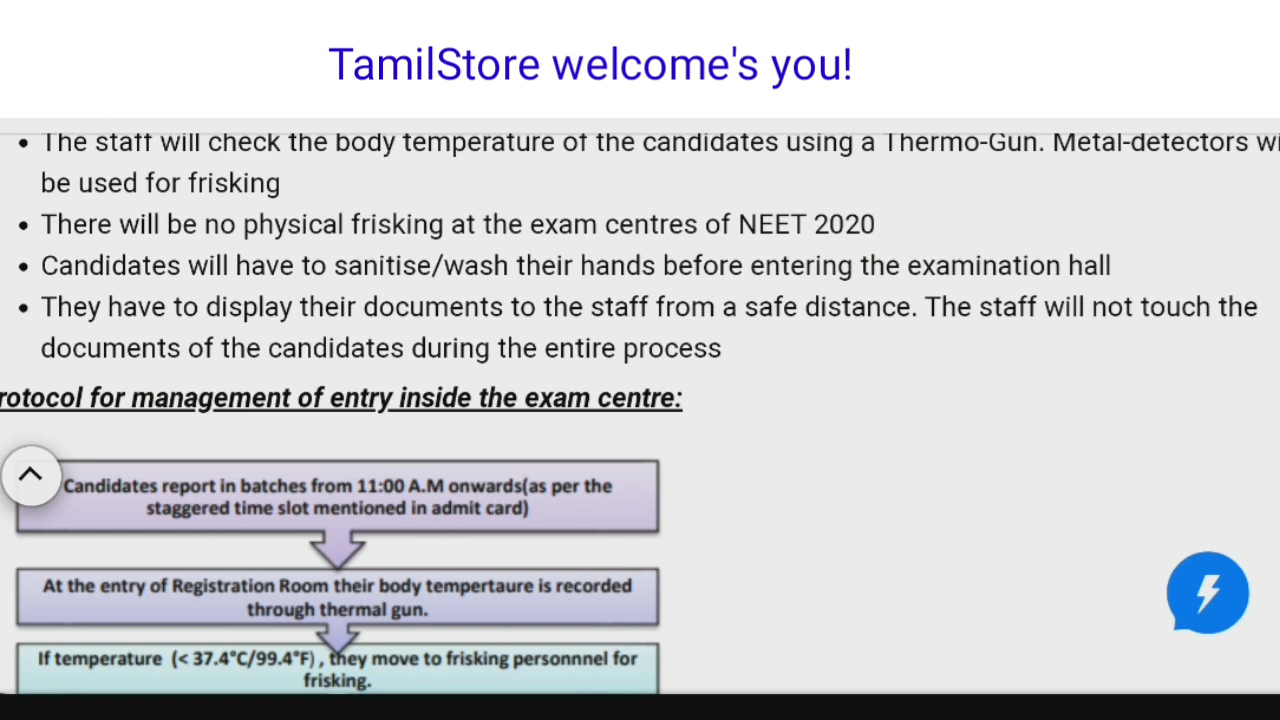 TamilStore welcome's you!
• The staff will check the body temperature of the candidates using a Thermo-Gun. Metal-detectors
be used for frisking
• There will be no physical frisking at the exam centres of NEET 2020
• Candidates will have to sanitise/wash their hands before entering the examination hall
• They have to display their documents to the staff from a safe distance. The staff will not touch the
documents of the candidates during the entire process
rotocol for management of entry inside the exam centre:
Candidates report in batches from 11:00 A.M onwards(as per the
staggered time slot mentioned in admit card)
At the entry of Registration Room their body tempertaure is recorded
through thermal gun.
If temperature (< 37.4°C/99.4°F) , they move to frisking personnnel for
frisking.